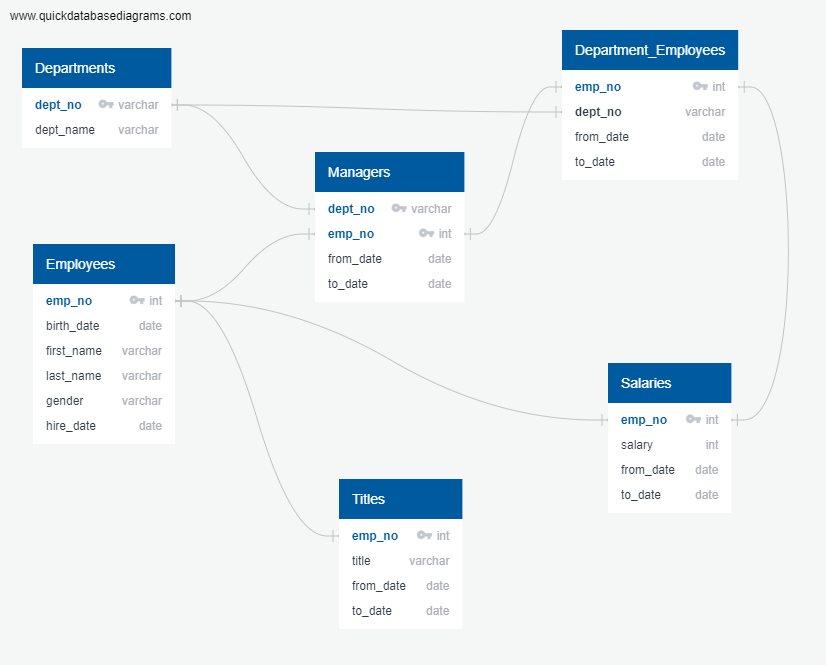 www.quickdatabasediagrams.com
Departments
dept_no varchar
dept_name varchar
Department_Employees
emp_no int
dept_no varchar
from_date date
to_date date
Managers
dept_no varchar
emp_no int
from_date date
to_date date
Employees
emp_no int
birth_date date
first_name varchar
last_name varchar
gender varchar
hire_date date
Salaries
emp_no int
salary int
from_date date
to_date date
Titles
emp_no int
title varchar
from_date date
to_date date